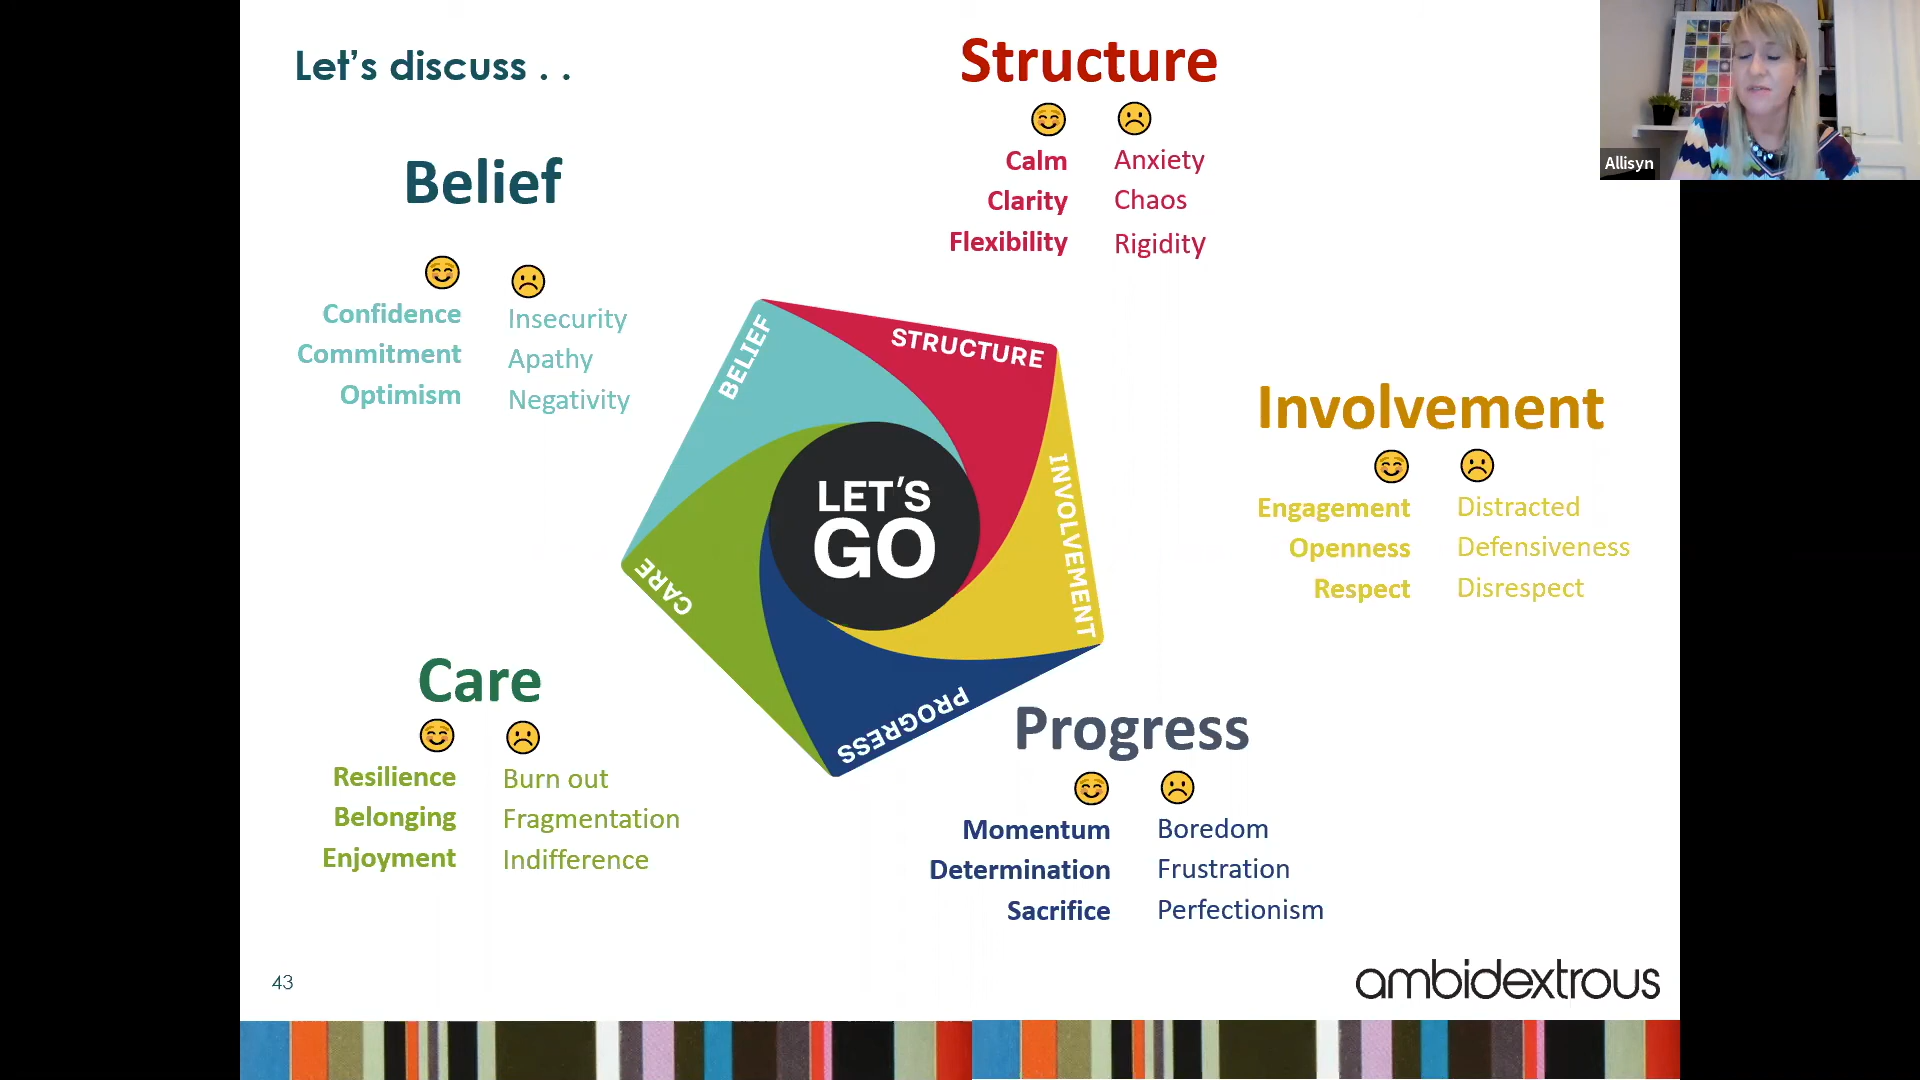 Let's discuss . .
Structure
Calm Anxiety
Clarity Chaos
Flexibility Rigidity
Allisyn
Belief
Confidence Insecurity
Commitment Apathy
Optimism Negativity
BELIEF
STRUCTURE
INVOLVEMENT
PROGRESS
CARE
LET'S
GO
Involvement
Engagement Distracted
Openness Defensiveness
Respect Disrespect
Care
Resilience Burn out
Belonging Fragmentation
Enjoyment Indifference
Progress
Momentum Boredom
Determination Frustration
Sacrifice Perfectionism
43
ambidextrous